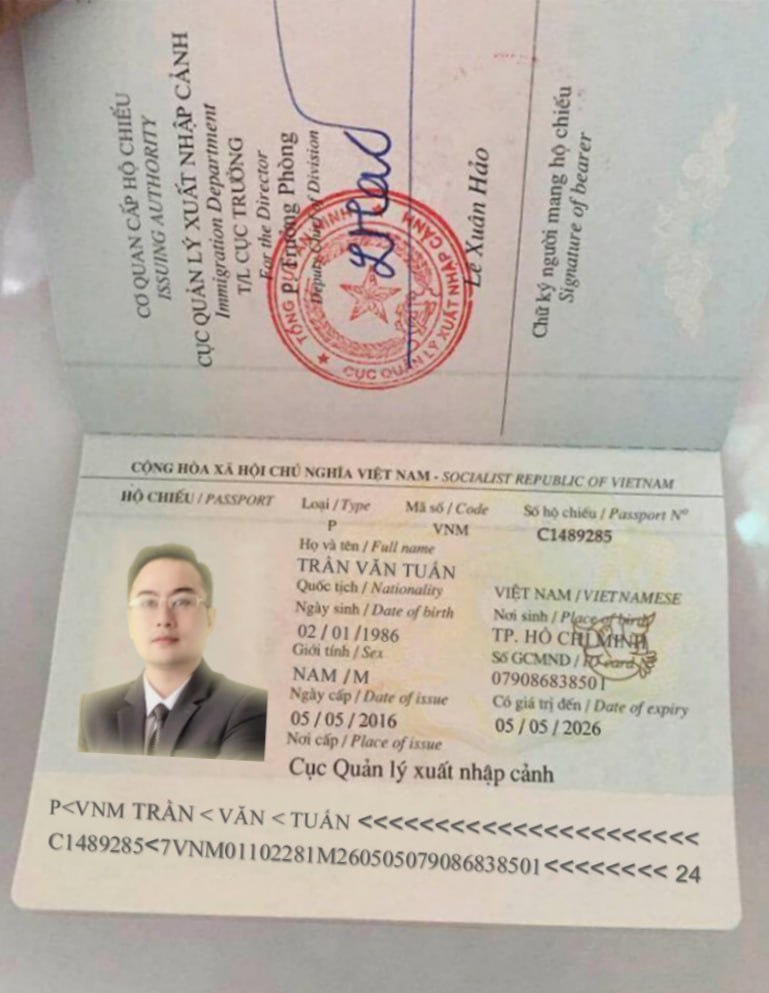 CƠ QUAN CẤP HỘ CHIẾU
ISSUING AUTHORITY
CỤC QUẢN LÝ XUẤT NHẬP CẢNH
Immigration Department
T/L CỤC TRƯỞNG
For the Director
P. Trưởng Phòng
Deputy Chief of Division
CỤC QUẢN LÝ XUẤT NHẬP CẢNH
Lê Xuân Hảo
Chữ ký người mang hộ chiếu
Signature of bearer
CỘNG HÒA XÃ HỘI CHỦ NGHĨA VIỆT NAM - SOCIALIST REPUBLIC OF VIETNAM
HỘ CHIẾU / PASSPORT Loại / Type Mã số / Code Số hộ chiếu / Passport Nº
P VNM C1489285
Họ và tên / Full name
TRẦN VĂN TUẤN
Quốc tịch / Nationality VIỆT NAM / VIETNAMESE
Ngày sinh / Date of birth Nơi sinh / Place of birth
02 / 01 /1986 TP. HỒ CHÍ MINH
Giới tính / Sex Số GCMND / ID card
NAM /M 079086838501
Ngày cấp / Date of issue Có giá trị đến / Date of expiry
05 / 05 / 2016 05 / 05 / 2026
Nơi cấp / Place of issue
Cục Quản lý xuất nhập cảnh
P<VNM TRẦN < VĂN < TUẤN <<<<<<<<<<<<<<<<<<<<<<
C1489285<7VNM01102281M260505079086838501<<<<<<<< 24